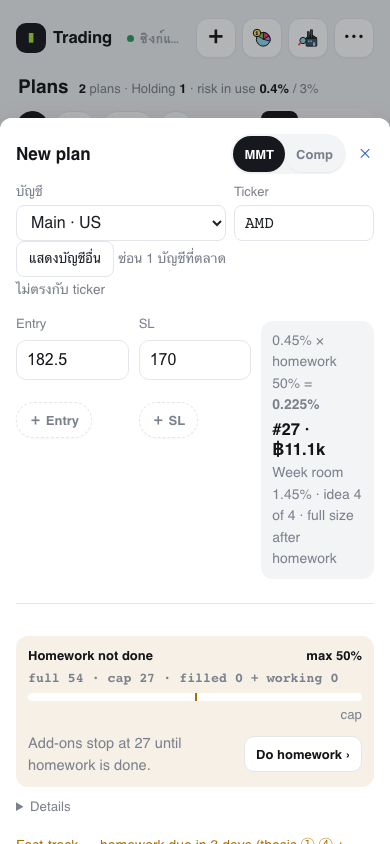 Trading
ซิงก์แ...
Plans 2 plans · Holding 1 · risk in use 0.4% / 3%
New plan
MMT
Comp
×
บัญชี
Ticker
Main · US
AMD
แสดงบัญชีอื่น
ซ่อน 1 บัญชีที่ตลาด
ไม่ตรงกับ ticker
Entry
SL
182.5
170
0.45% ×
homework
50% =
0.225%
#27 ·
฿11.1k
Week room
1.45% · idea 4
of 4 · full size
after
homework
+ Entry
+ SL
Homework not done
max 50%
full 54 · cap 27 · filled 0 + working 0
cap
Add-ons stop at 27 until
homework is done.
Do homework ›
▶ Details